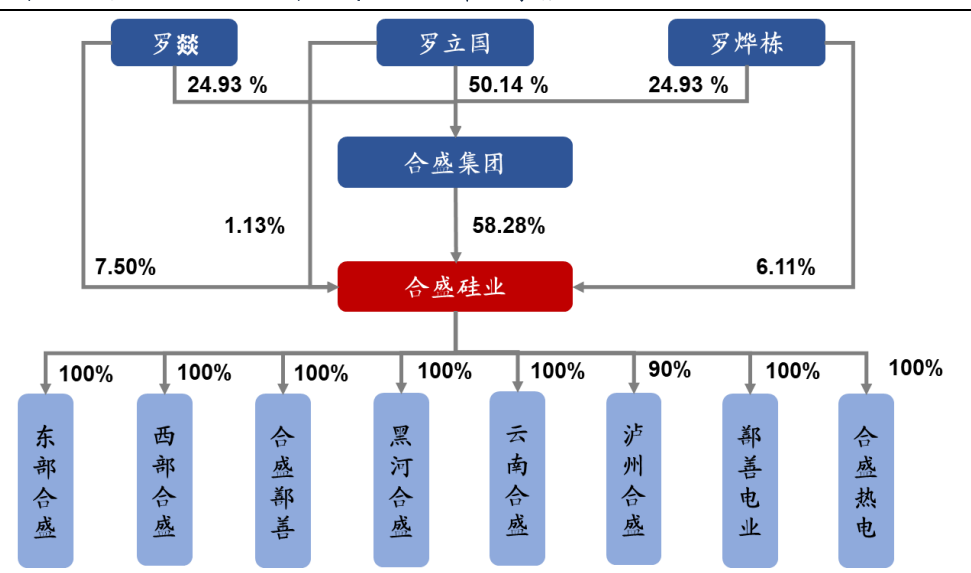 罗燚
罗立国
罗烨栋
24.93 %
50.14 %
24.93 %
合盛集团
1.13%
58.28%
7.50%
6.11%
合盛硅业
100%
100%
100%
100%
100%
90%
100%
100%
东部合盛
西部合盛
合盛鄯善
黑河合盛
云南合盛
泸州合盛
鄯善电业
合盛热电